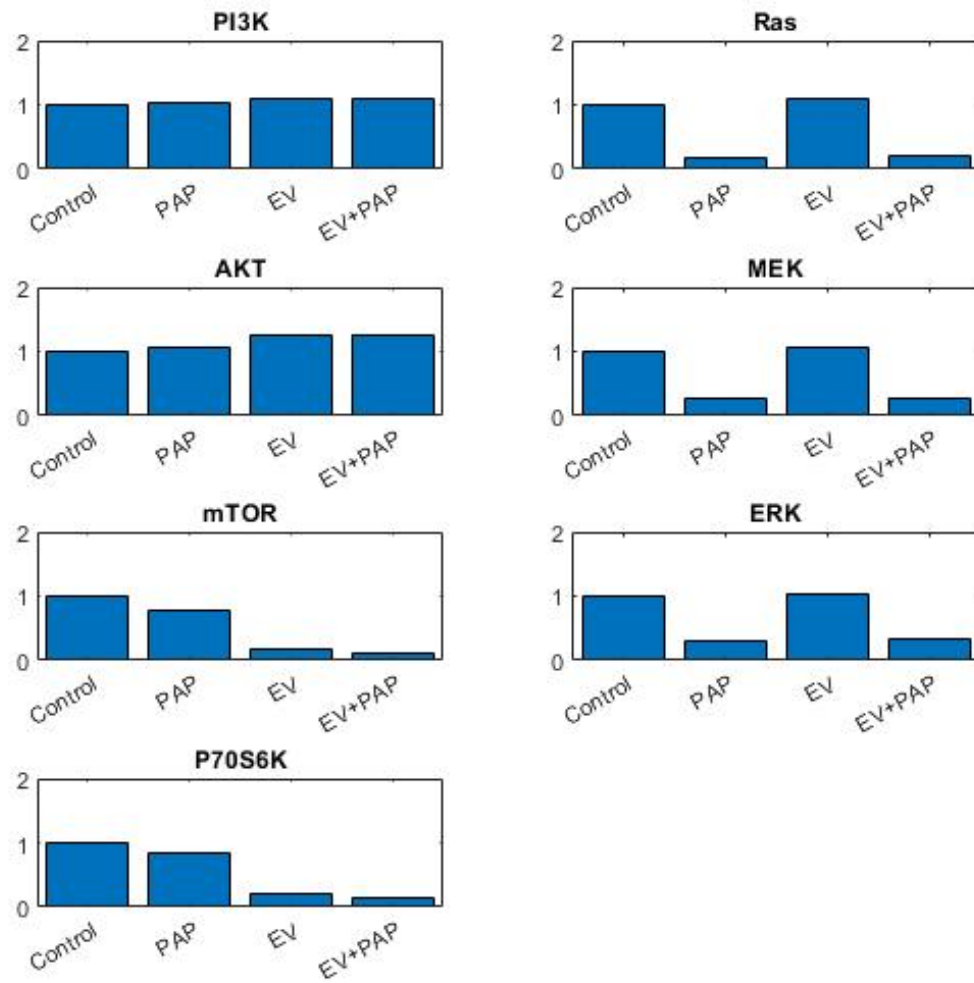 PI3K
2
1
0
Control
PAP
EV
EV+PAP
Ras
2
1
0
Control
PAP
EV
EV+PAP
AKT
2
1
0
Control
PAP
EV
EV+PAP
MEK
2
1
0
Control
PAP
EV
EV+PAP
mTOR
2
1
0
Control
PAP
EV
EV+PAP
ERK
2
1
0
Control
PAP
EV
EV+PAP
P70S6K
2
1
0
Control
PAP
EV
EV+PAP